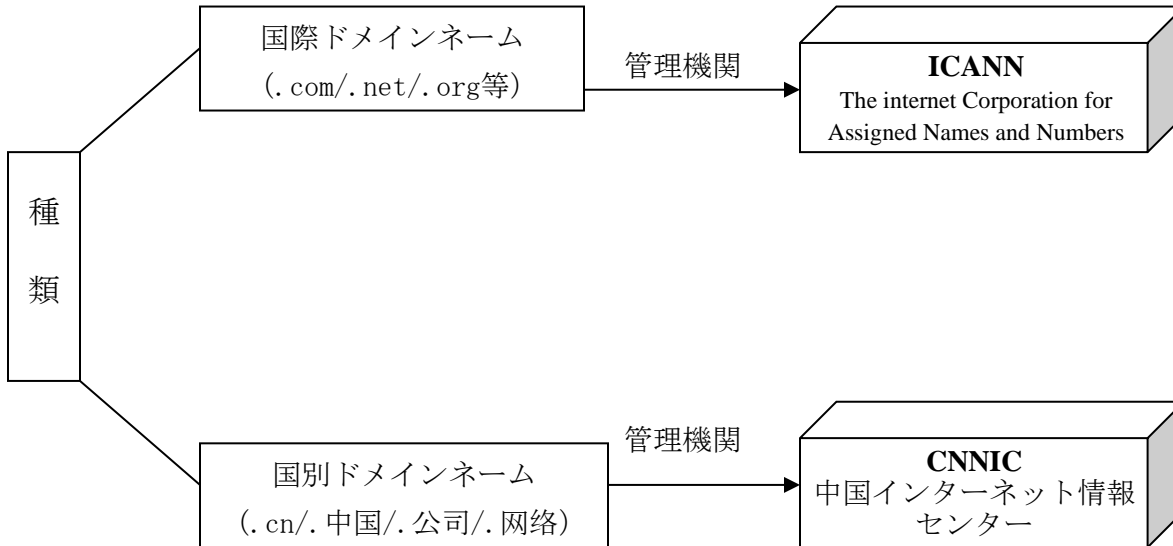 種
類
国際ドメインネーム
(.com/.net/.org等)
管理機関
ICANN
The internet Corporation for
Assigned Names and Numbers
国別ドメインネーム
(.cn/.中国/.公司/.网络)
管理機関
CNNIC
中国インターネット情報
センター